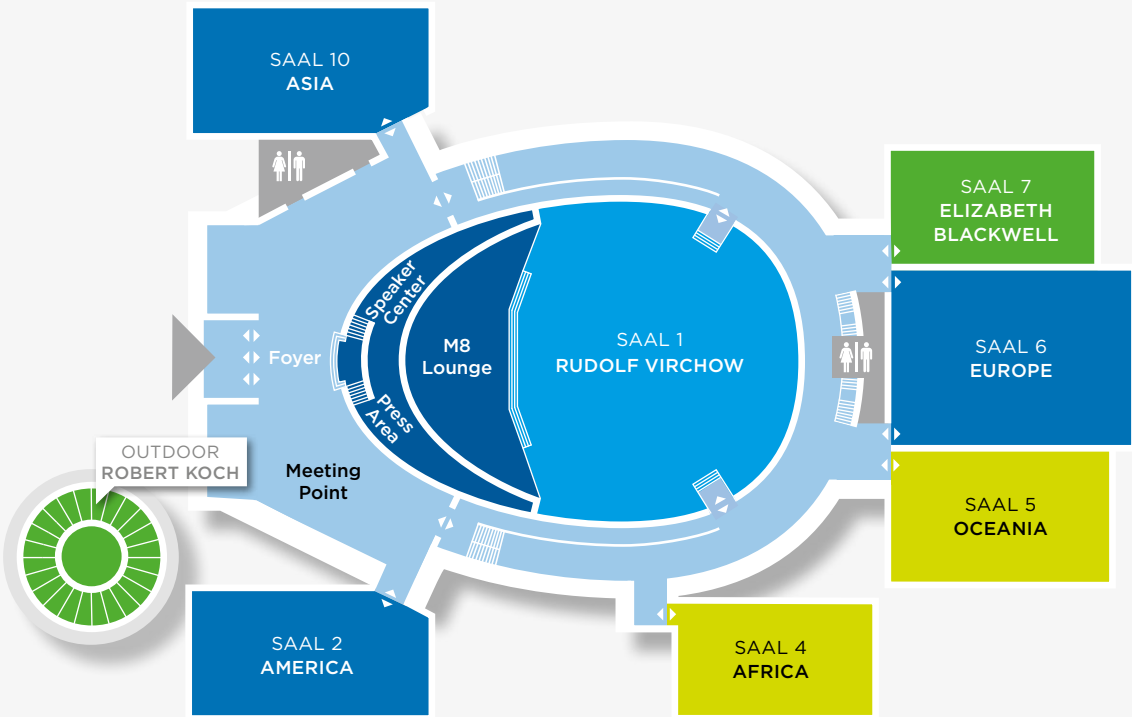 SAAL 10
ASIA
SAAL 7
ELIZABETH
BLACKWELL
Speaker
Center
M8
Lounge
SAAL 1
RUDOLF VIRCHOW
SAAL 6
EUROPE
Foyer
Press
Area
OUTDOOR
ROBERT KOCH
Meeting
Point
SAAL 5
OCEANIA
SAAL 2
AMERICA
SAAL 4
AFRICA